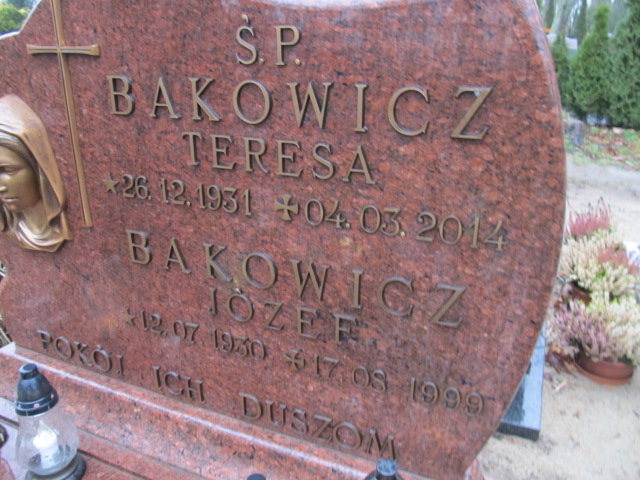 Ś.P.
BAKOWICZ
TERESA
26.12.1931 04.03.2014
BAKOWICZ
JÓZEF
12.07.1930 17.08.1999
POKÓJ ICH DUSZOM